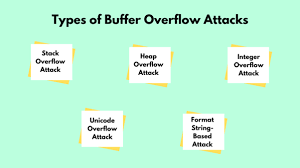 Types of Buffer Overflow Attacks
Stack
Overflow
Attack
Heap
Overflow
Attack
Integer
Overflow
Attack
Unicode
Overflow
Attack
Format
String-
Based
Attack